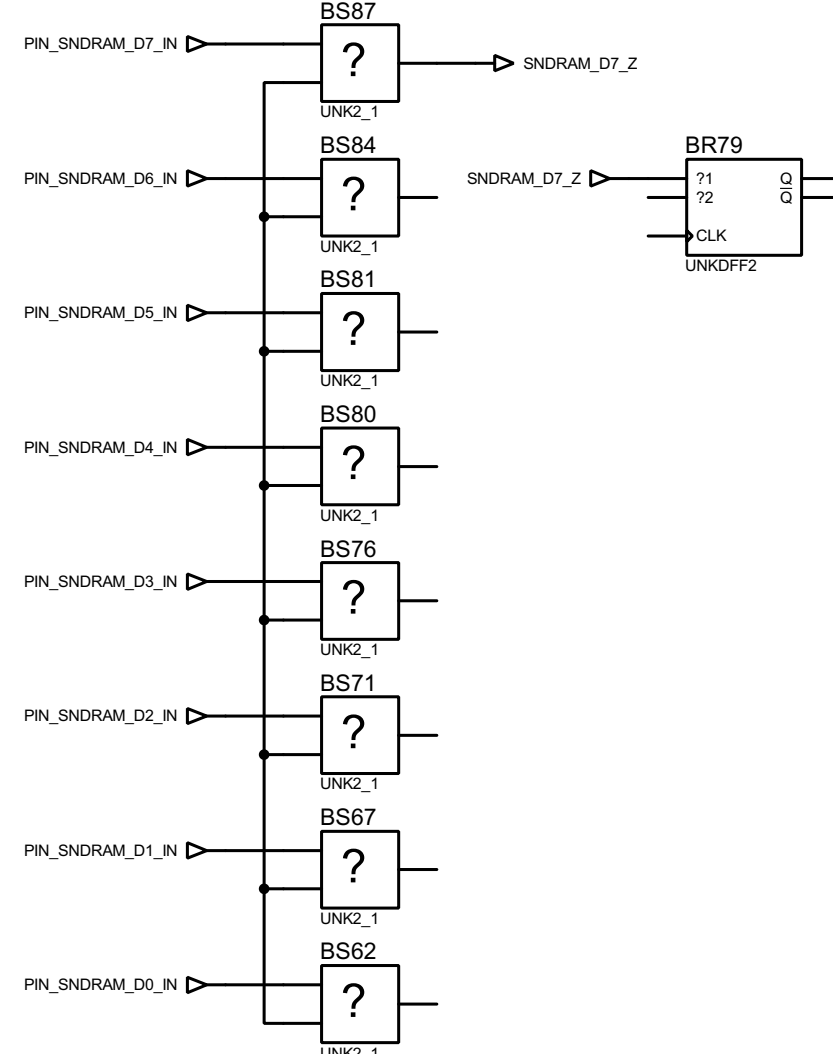 BS87
PIN_SNDRAM_D7_IN
?
SNDRAM_D7_Z
UNK2_1
BS84
PIN_SNDRAM_D6_IN
?
UNK2_1
SNDRAM_D7_Z
BR79
?1
Q
?2
Q
CLK
UNKDFF2
BS81
PIN_SNDRAM_D5_IN
?
UNK2_1
BS80
PIN_SNDRAM_D4_IN
?
UNK2_1
BS76
PIN_SNDRAM_D3_IN
?
UNK2_1
BS71
PIN_SNDRAM_D2_IN
?
UNK2_1
BS67
PIN_SNDRAM_D1_IN
?
UNK2_1
BS62
PIN_SNDRAM_D0_IN
?
UNK2_1